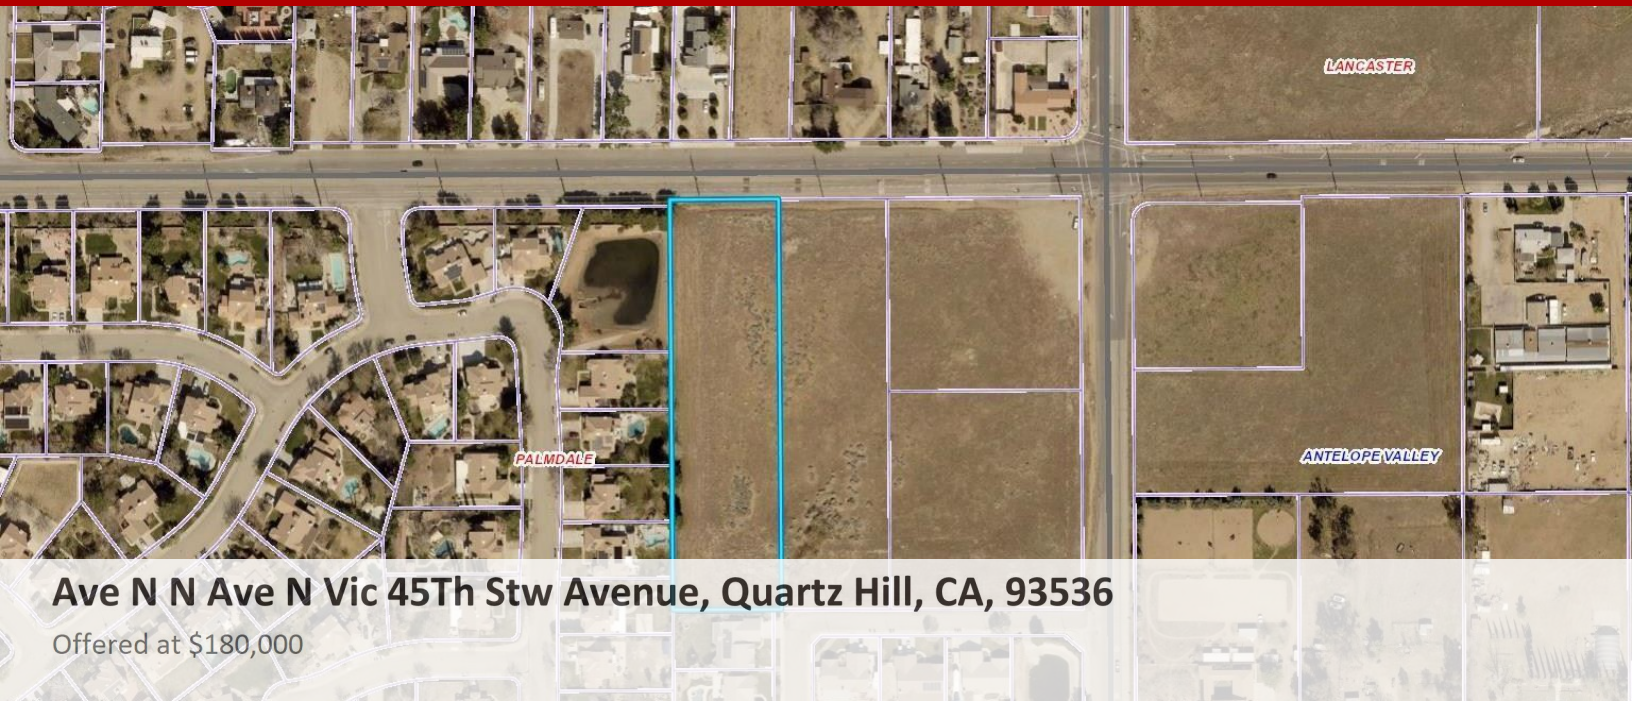 LANCASTER
PALMDALE
ANTELOPE VALLEY
Ave N N Ave N Vic 45Th Stw Avenue, Quartz Hill, CA, 93536
Offered at $180,000